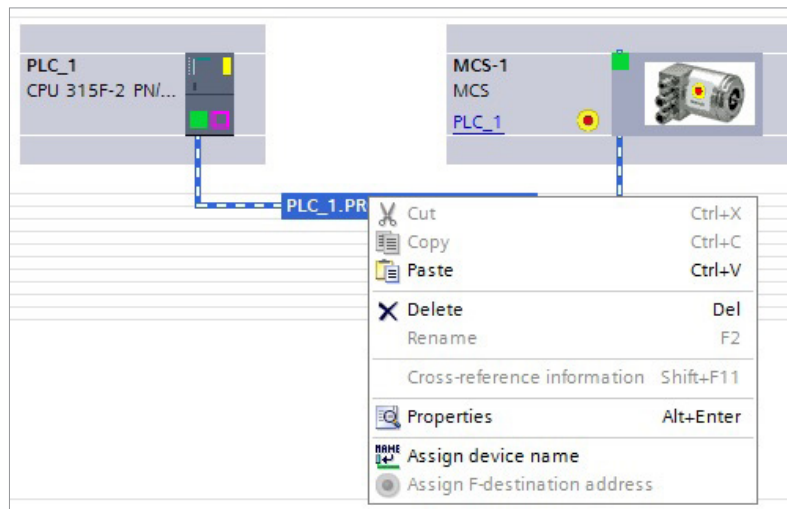 PLC_1
CPU 315F-2 PN/...
MCS-1
MCS
PLC_1
PLC_1.PR
Cut Ctrl+X
Copy Ctrl+C
Paste Ctrl+V
Delete Del
Rename F2
Cross-reference information Shift+F11
Properties Alt+Enter
NAME Assign device name
Assign F-destination address